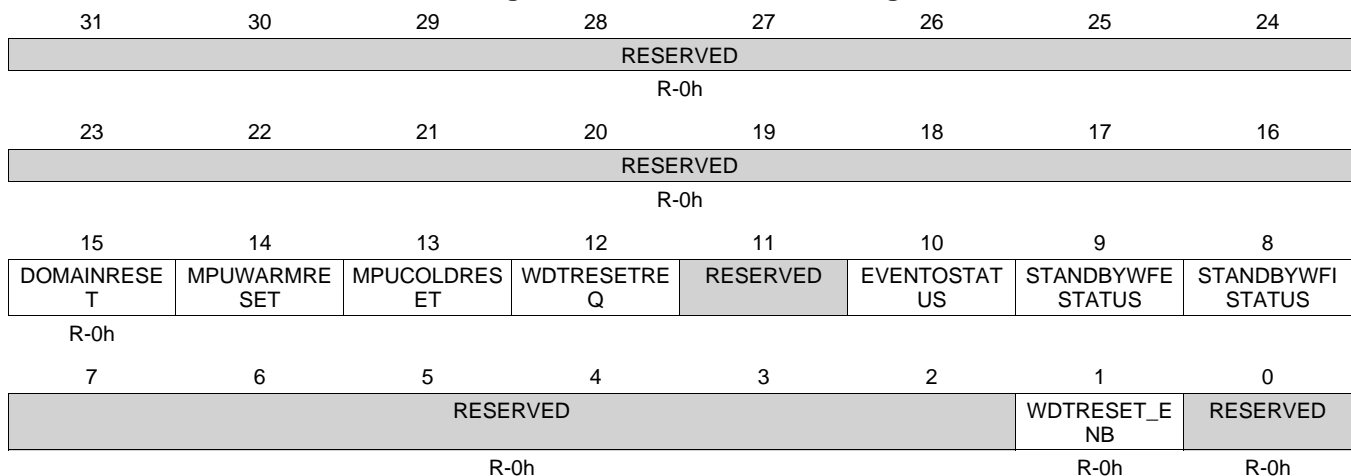 31 30 29 28 27 26 25 24
RESERVED
R-0h
23 22 21 20 19 18 17 16
RESERVED
R-0h
15 14 13 12 11 10 9 8
DOMAINRESE MPUWARMRE MPUCOLDRES WDTRESETRE RESERVED EVENTOSTAT STANDBYWFE STANDBYWFI
T SET ET Q US STATUS STATUS
R-0h
7 6 5 4 3 2 1 0
RESERVED WDTRESET_E RESERVED
NB
R-0h R-0h R-0h